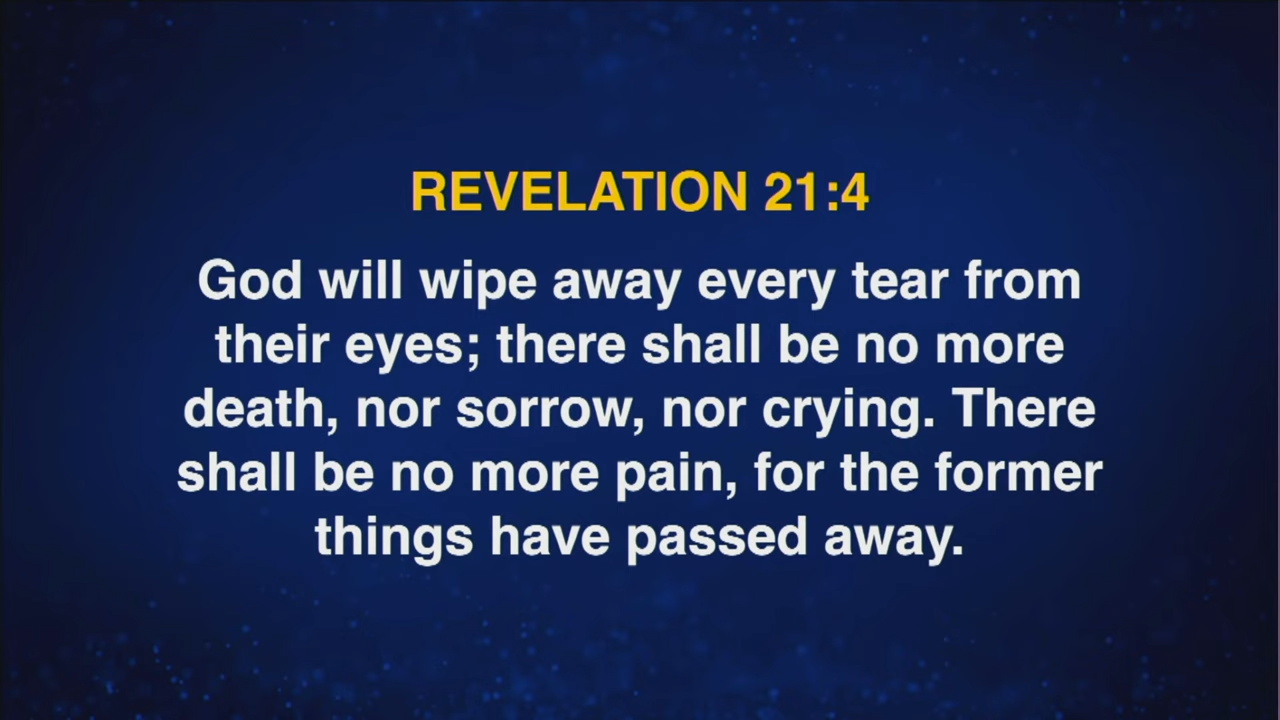 REVELATION 21:4
God will wipe away every tear from
their eyes; there shall be no more
death, nor sorrow, nor crying. There
shall be no more pain, for the former
things have passed away.